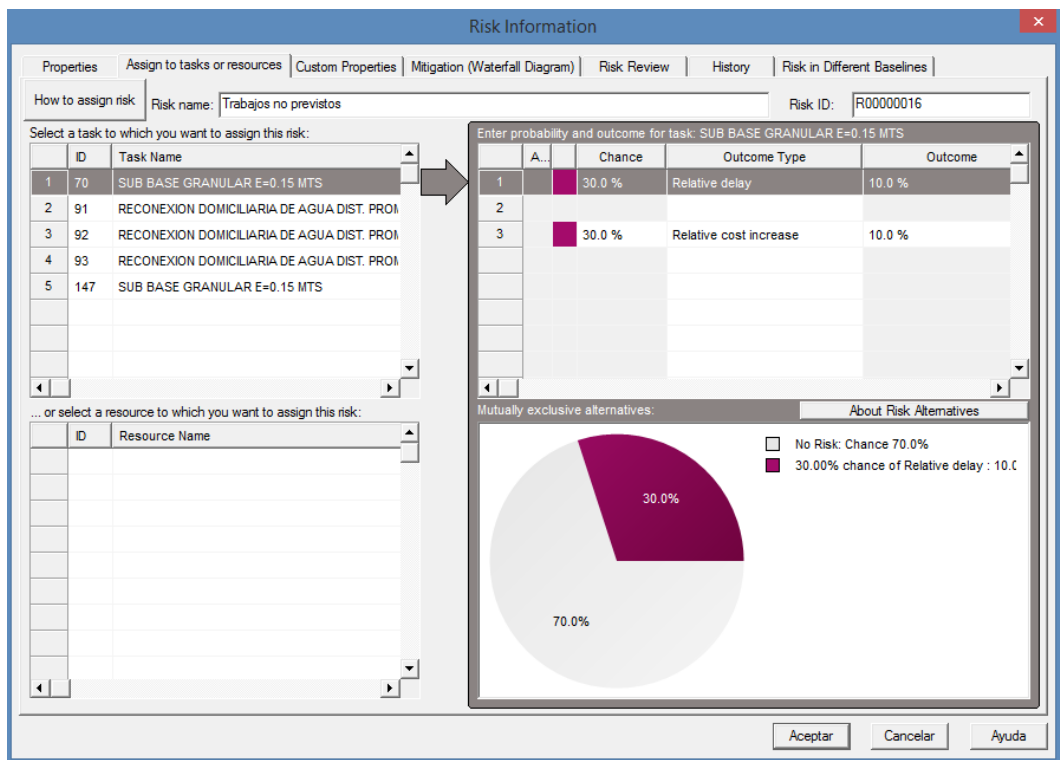 Risk Information
Properties
Assign to tasks or resources
Custom Properties
Mitigation (Waterfall Diagram)
Risk Review
History
Risk in Different Baselines
How to assign risk
Risk name: Trabajos no previstos
Risk ID: R00000016
Select a task to which you want to assign this risk:
ID Task Name
1 70 SUB BASE GRANULAR E=0.15 MTS
2 91 RECONEXION DOMICILIARIA DE AGUA DIST.
3 92 RECONEXION DOMICILIARIA DE AGUA DIST.
4 93 RECONEXION DOMICILIARIA DE AGUA DIST.
5 147 SUB BASE GRANULAR E=0.15 MTS
Enter probability and outcome for task: SUB BASE GRANULAR E=0.15 MTS
A... Chance Outcome Type Outcome
1 30.0 % Relative delay 10.0 %
2
3 30.0 % Relative cost increase 10.0 %
... or select a resource to which you want to assign this risk:
ID Resource Name
Mutually exclusive alternatives:
About Risk Alternatives
No Risk: Chance 70.0%
30.00% chance of Relative delay :
30.0%
70.0%
Aceptar
Cancelar
Ayuda